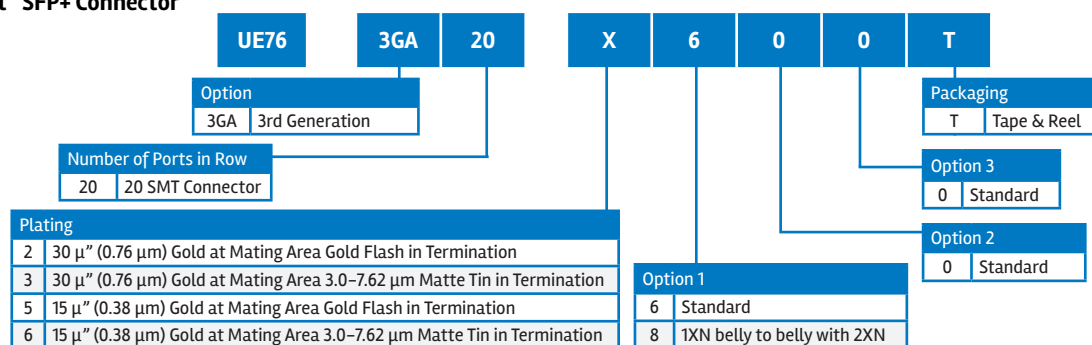 SFP+ Connector
UE76 3GA 20 X 6 0 0 T
Option
3GA 3rd Generation
Number of Ports in Row
20 20 SMT Connector
Plating
2 30 µ” (0.76 µm) Gold at Mating Area Gold Flash in Termination
3 30 µ” (0.76 µm) Gold at Mating Area 3.0–7.62 µm Matte Tin in Termination
5 15 µ” (0.38 µm) Gold at Mating Area Gold Flash in Termination
6 15 µ” (0.38 µm) Gold at Mating Area 3.0–7.62 µm Matte Tin in Termination
Option 1
6 Standard
8 1XN belly to belly with 2XN
Option 2
0 Standard
Option 3
0 Standard
Packaging
T Tape & Reel